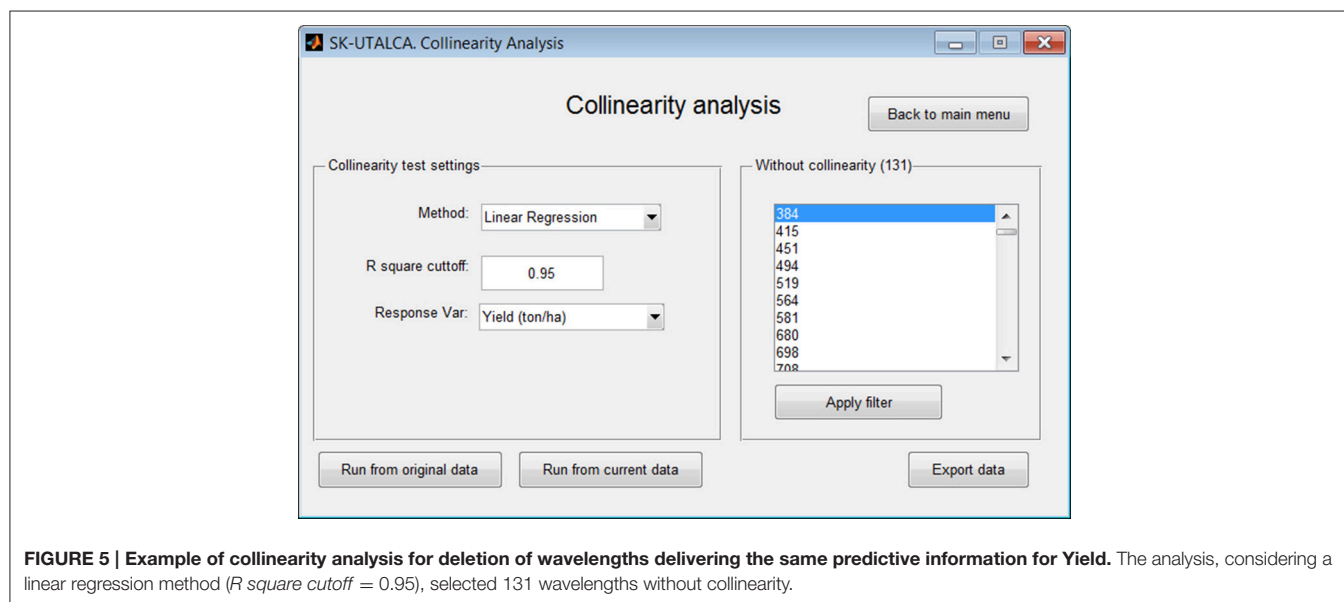 SK-UTALCA. Collinearity Analysis
Collinearity analysis
Back to main menu
Collinearity test settings
Method: Linear Regression
R square cuttoff: 0.95
Response Var: Yield (ton/ha)
Without collinearity (131)
384
415
451
494
519
564
581
680
698
708
Apply filter
Run from original data
Run from current data
Export data
FIGURE 5 | Example of collinearity analysis for deletion of wavelengths delivering the same predictive information for Yield. The analysis, considering a
linear regression method (R square cutoff = 0.95), selected 131 wavelengths without collinearity.